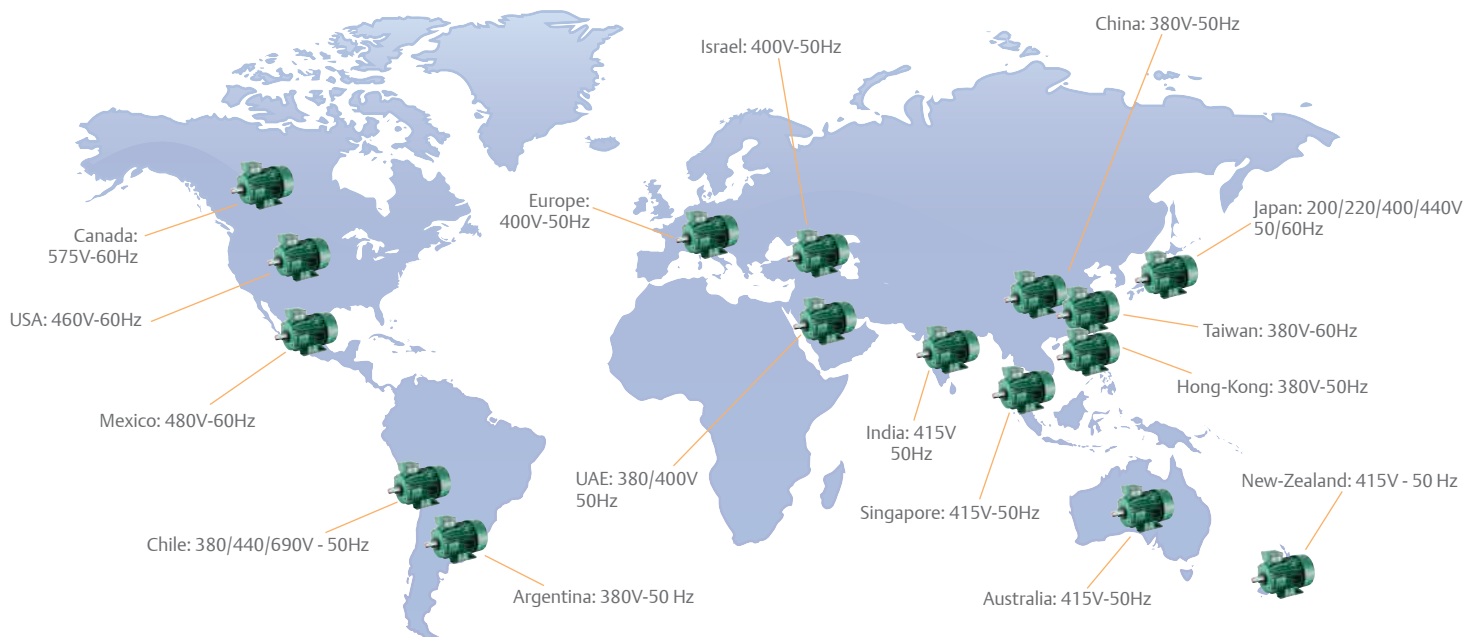 China: 380V-50Hz
Israel: 400V-50Hz
Europe:
400V-50Hz
Japan: 200/220/400/440V
50/60Hz
Canada:
575V-60Hz
USA: 460V-60Hz
Taiwan: 380V-60Hz
Hong-Kong: 380V-50Hz
Mexico: 480V-60Hz
India: 415V
50Hz
UAE: 380/400V
50Hz
New-Zealand: 415V - 50 Hz
Singapore: 415V-50Hz
Chile: 380/440/690V - 50Hz
Argentina: 380V-50 Hz
Australia: 415V-50Hz